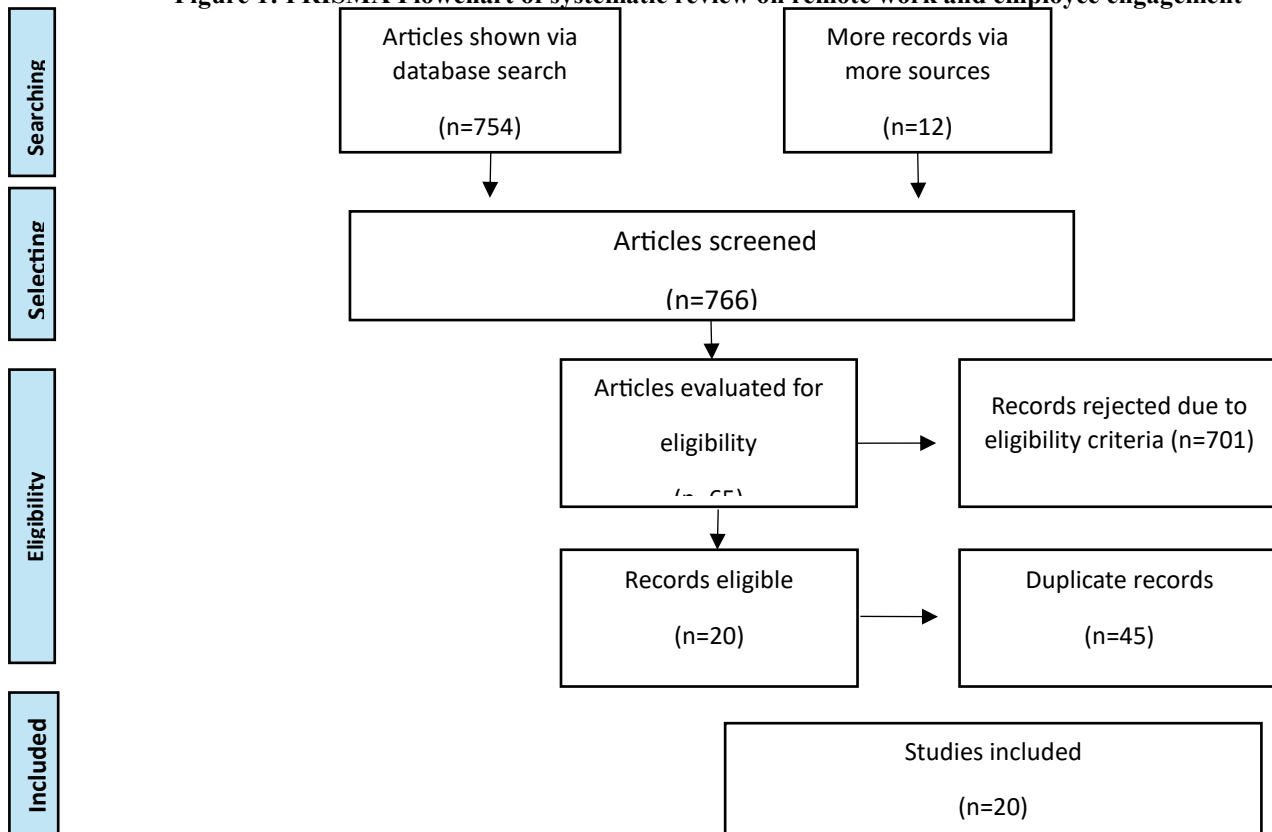 Figure 1: PRISMA Flowchart of systematic review on remote work and employee engagement
Searching
Articles shown via
database search
(n=754)
More records via
more sources
(n=12)
Selecting
Articles screened
(n=766)
Eligibility
Articles evaluated for
eligibility
(n=65)
Records rejected due to
eligibility criteria (n=701)
Records eligible
(n=20)
Duplicate records
(n=45)
Included
Studies included
(n=20)